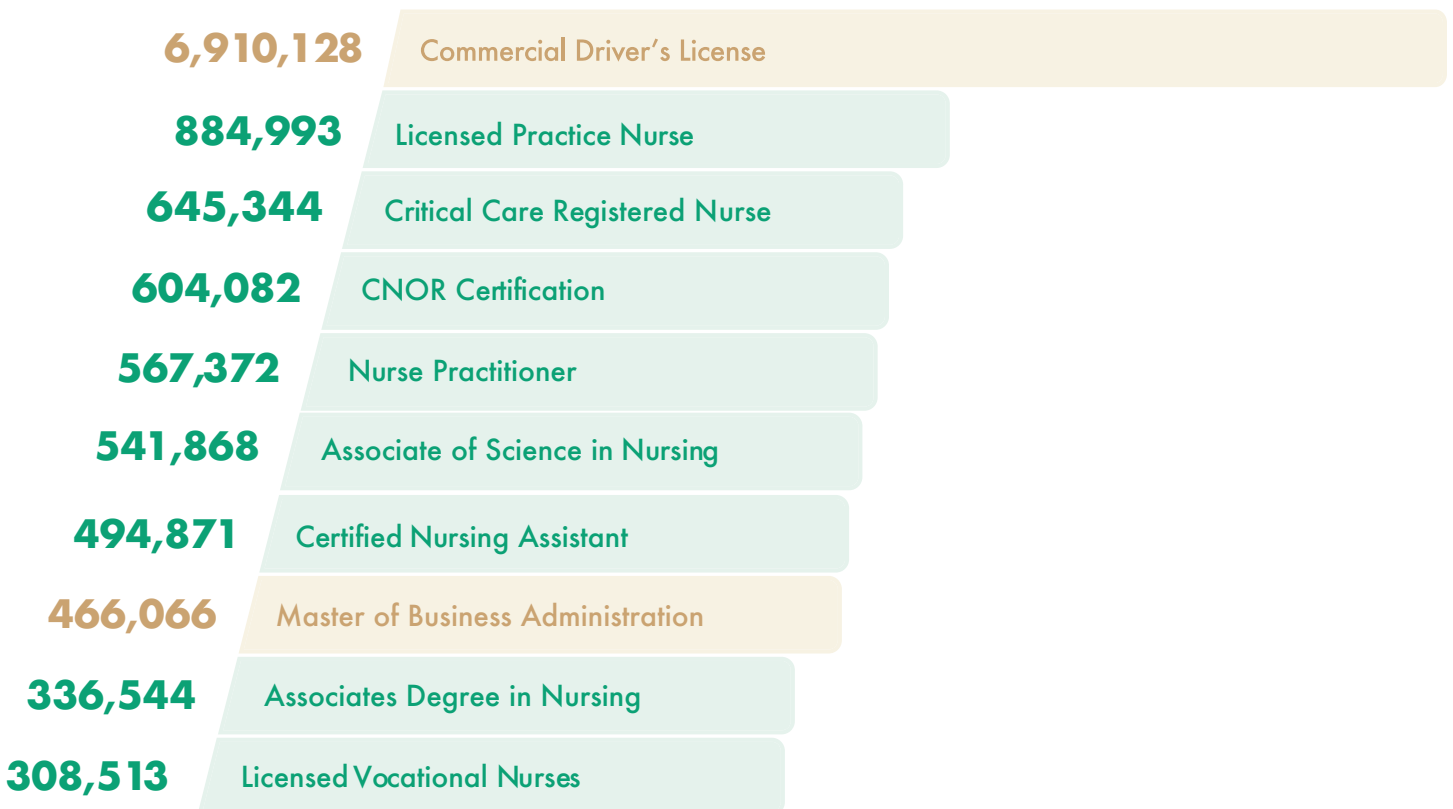 6,910,128 Commercial Driver’s License
884,993 Licensed Practice Nurse
645,344 Critical Care Registered Nurse
604,082 CNOR Certification
567,372 Nurse Practitioner
541,868 Associate of Science in Nursing
494,871 Certified Nursing Assistant
466,066 Master of Business Administration
336,544 Associates Degree in Nursing
308,513 Licensed Vocational Nurses